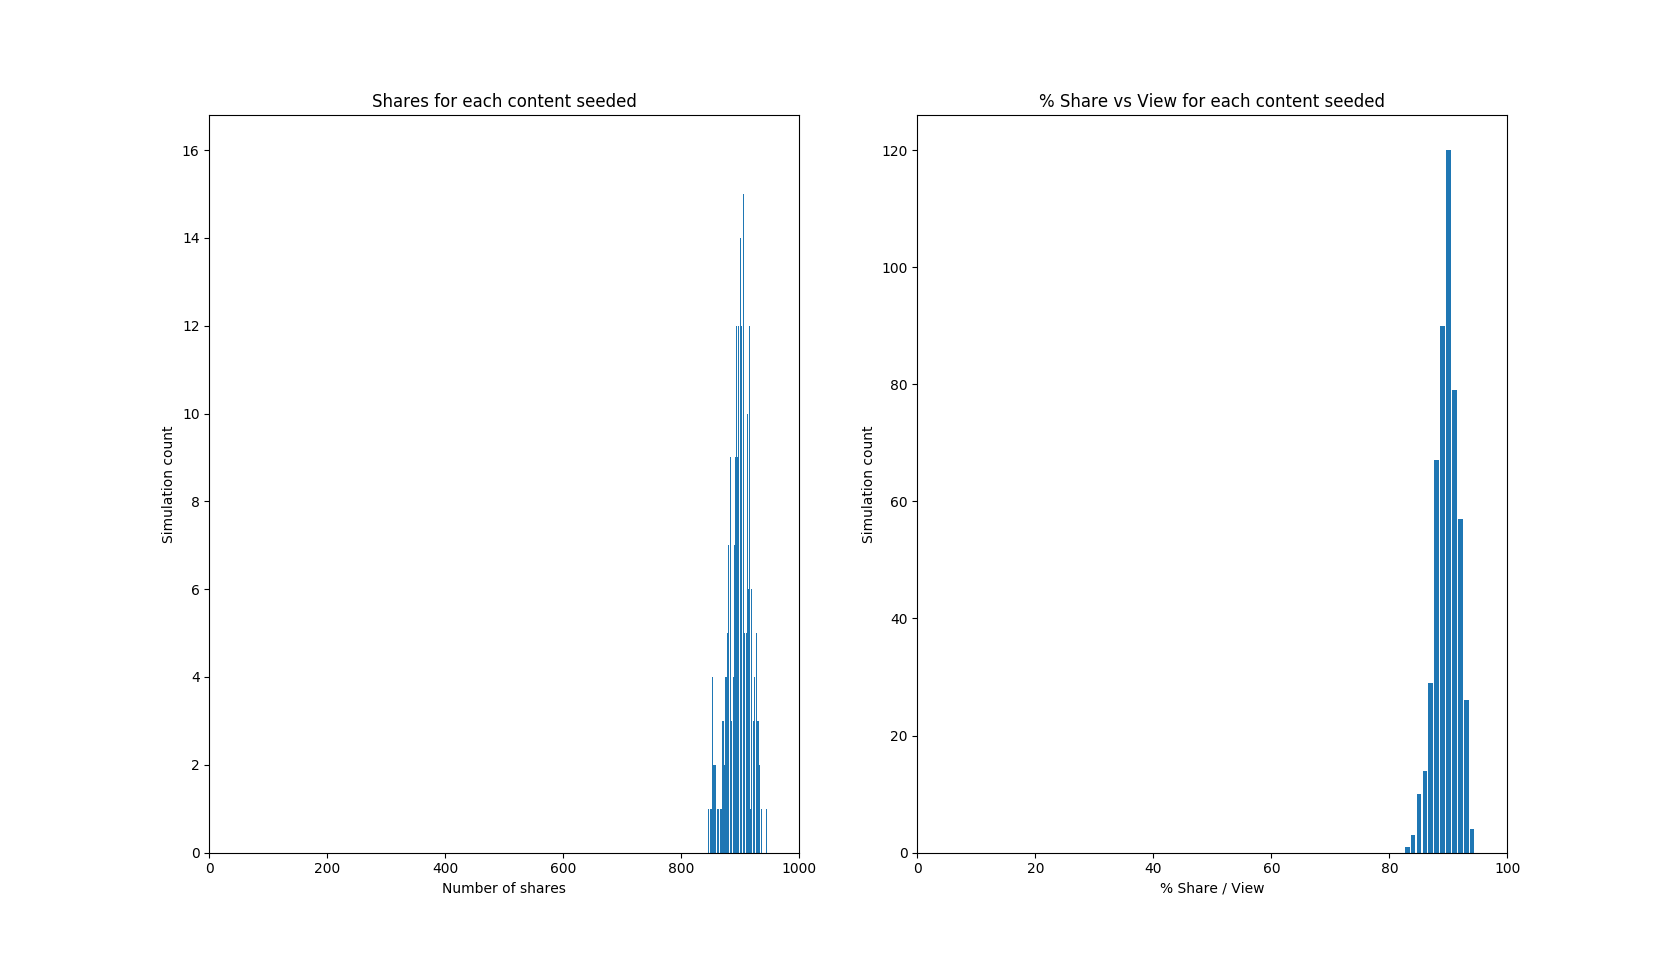 Shares for each content seeded
16
14
12
10
8
6
4
2
0
Simulation count
0 200 400 600 800 1000
Number of shares
% Share vs View for each content seeded
120
100
80
60
40
20
0
Simulation count
0 20 40 60 80 100
% Share / View